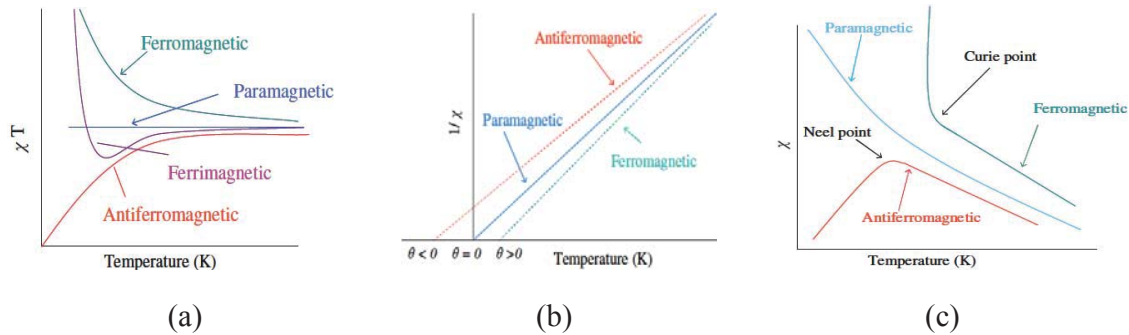 Ferromagnetic
Paramagnetic
Ferrimagnetic
Antiferromagnetic
χ T
Temperature (K)
(a)
Antiferromagnetic
Paramagnetic
Ferromagnetic
1/ χ
θ < 0 θ = 0 θ >0 Temperature (K)
(b)
Paramagnetic
Curie point
Ferromagnetic
Neel point
Antiferromagnetic
χ
Temperature (K)
(c)